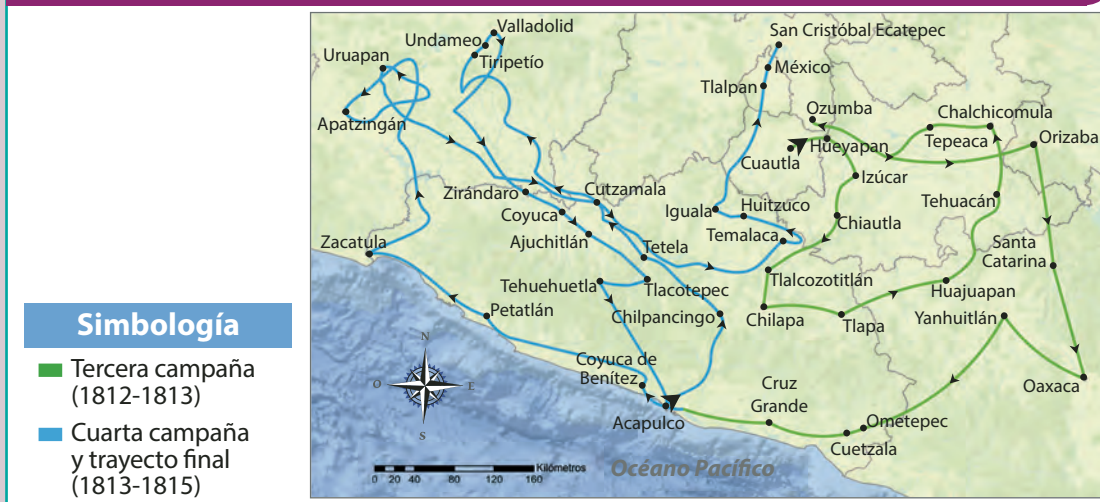 Simbología
Tercera campaña
(1812-1813)
Cuarta campaña
y trayecto final
(1813-1815)
Valladolid
Undameo
Tiripetío
Uruapan
Apatzingán
San Cristóbal Ecatepec
México
Tlalpan
Ozumba
Chalchicomula
Tepeaca
Orizaba
Hueyapan
Cuautla
Izúcar
Zirándaro
Cutzamala
Coyuca
Iguala
Huitzuco
Tehuacán
Chiautla
Ajuchitlán
Temalaca
Zacatula
Tetela
Santa
Catarina
Tlalcozotitlán
Tehuehuetla
Tlacotepec
Huajuapan
Petatlán
Chilpancingo
Chilapa
Tlapa
Yanhuitlán
Coyuca de
Benítez
Oaxaca
Cruz
Grande
Acapulco
Ometepec
Cuetzala
N
O
E
S
Kilómetros
0 20 40 80 120 160
Océano Pacífico